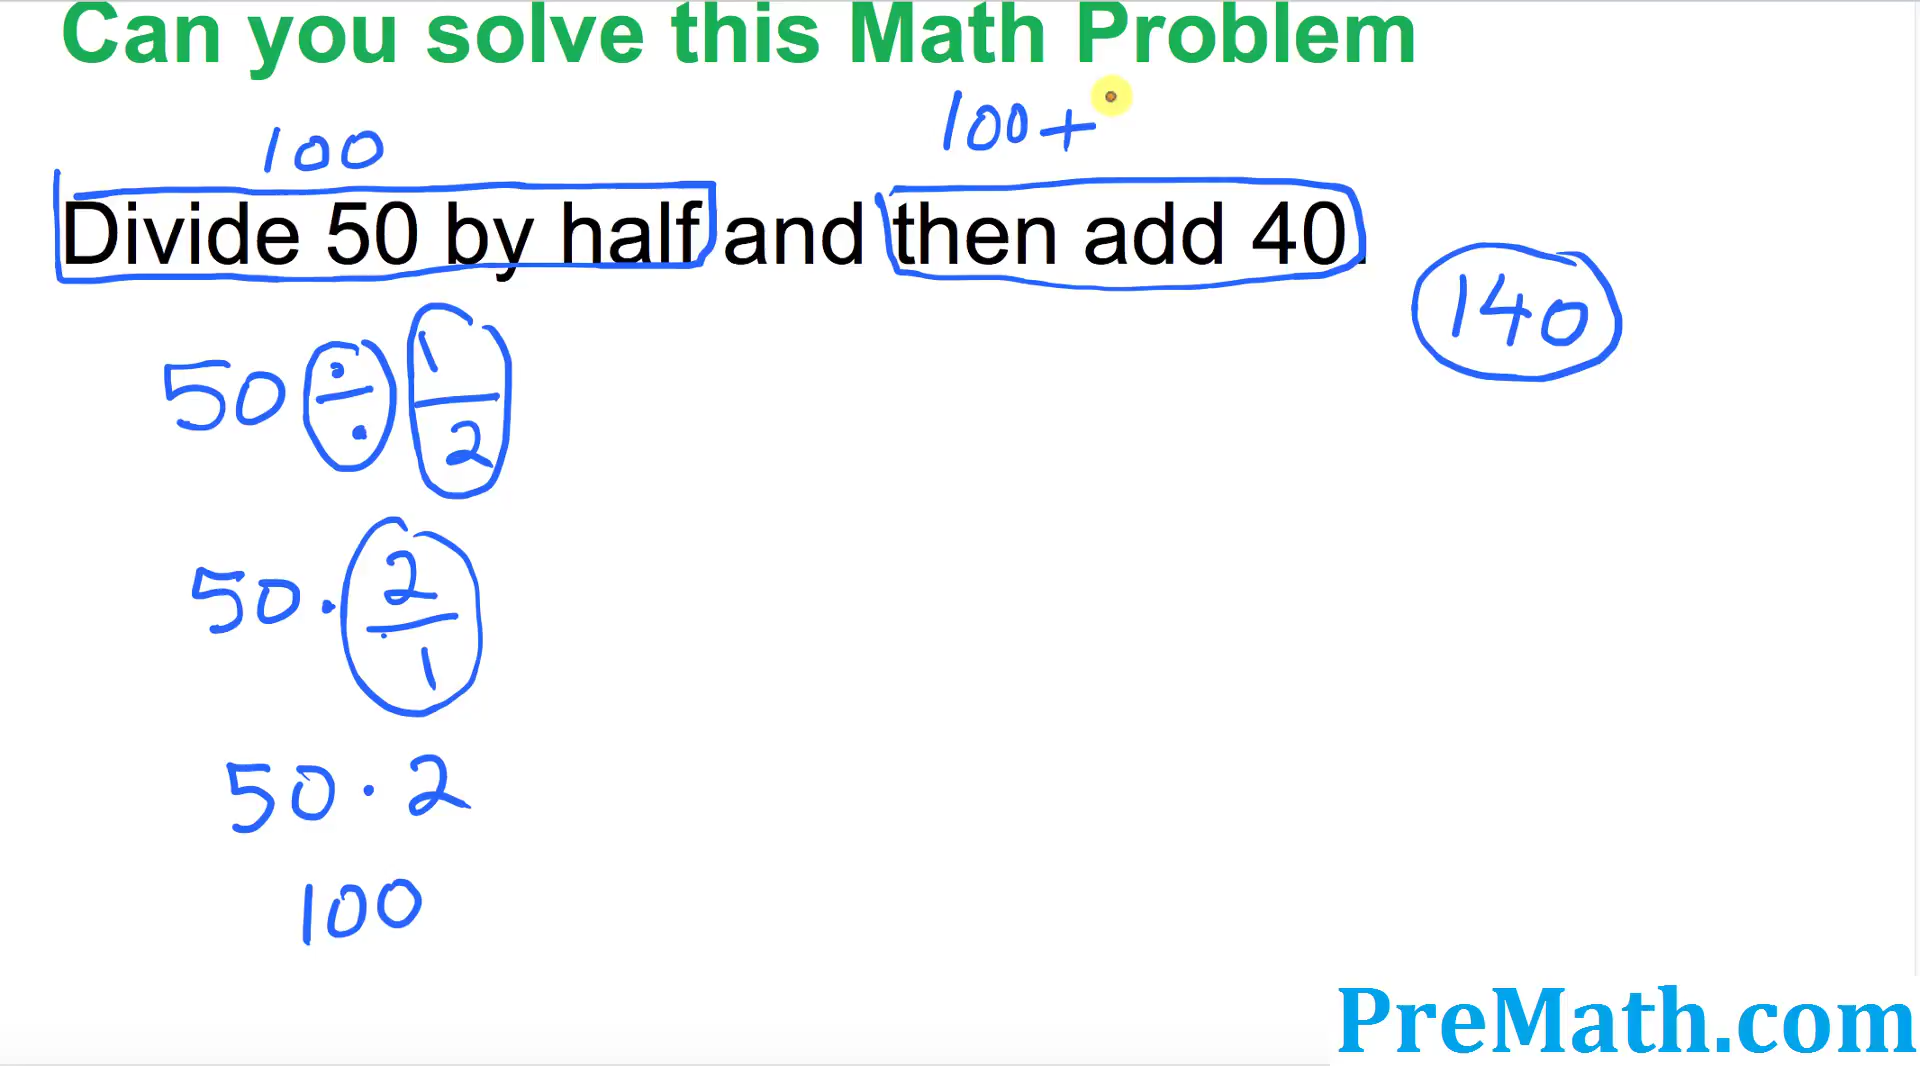 Can you solve this Math Problem
100
100+
Divide 50 by half and then add 40.
140
50 ÷ 1/2
50 · 2/1
50 · 2
100
PreMath.com